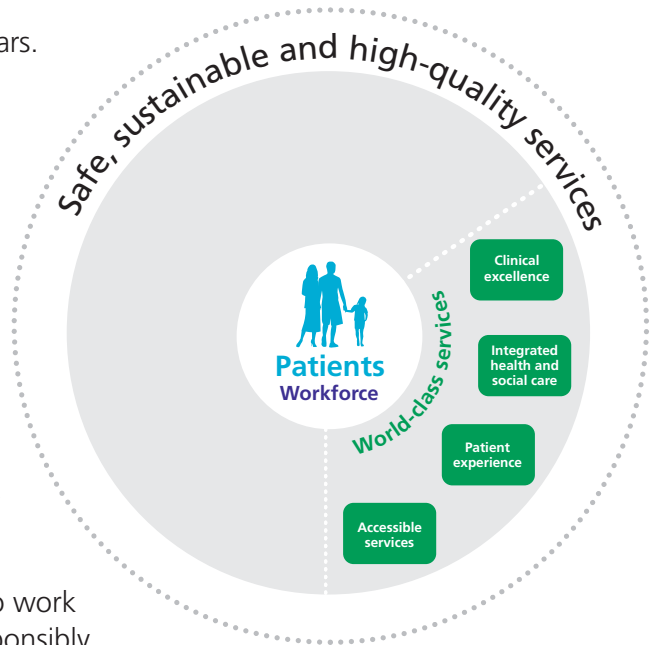 ars.
Safe, sustainable and high-quality services
Clinical
excellence
Integrated
health and
social care
Patients
Workforce
World-class services
Patient
experience
Accessible
services
work
ponsibly